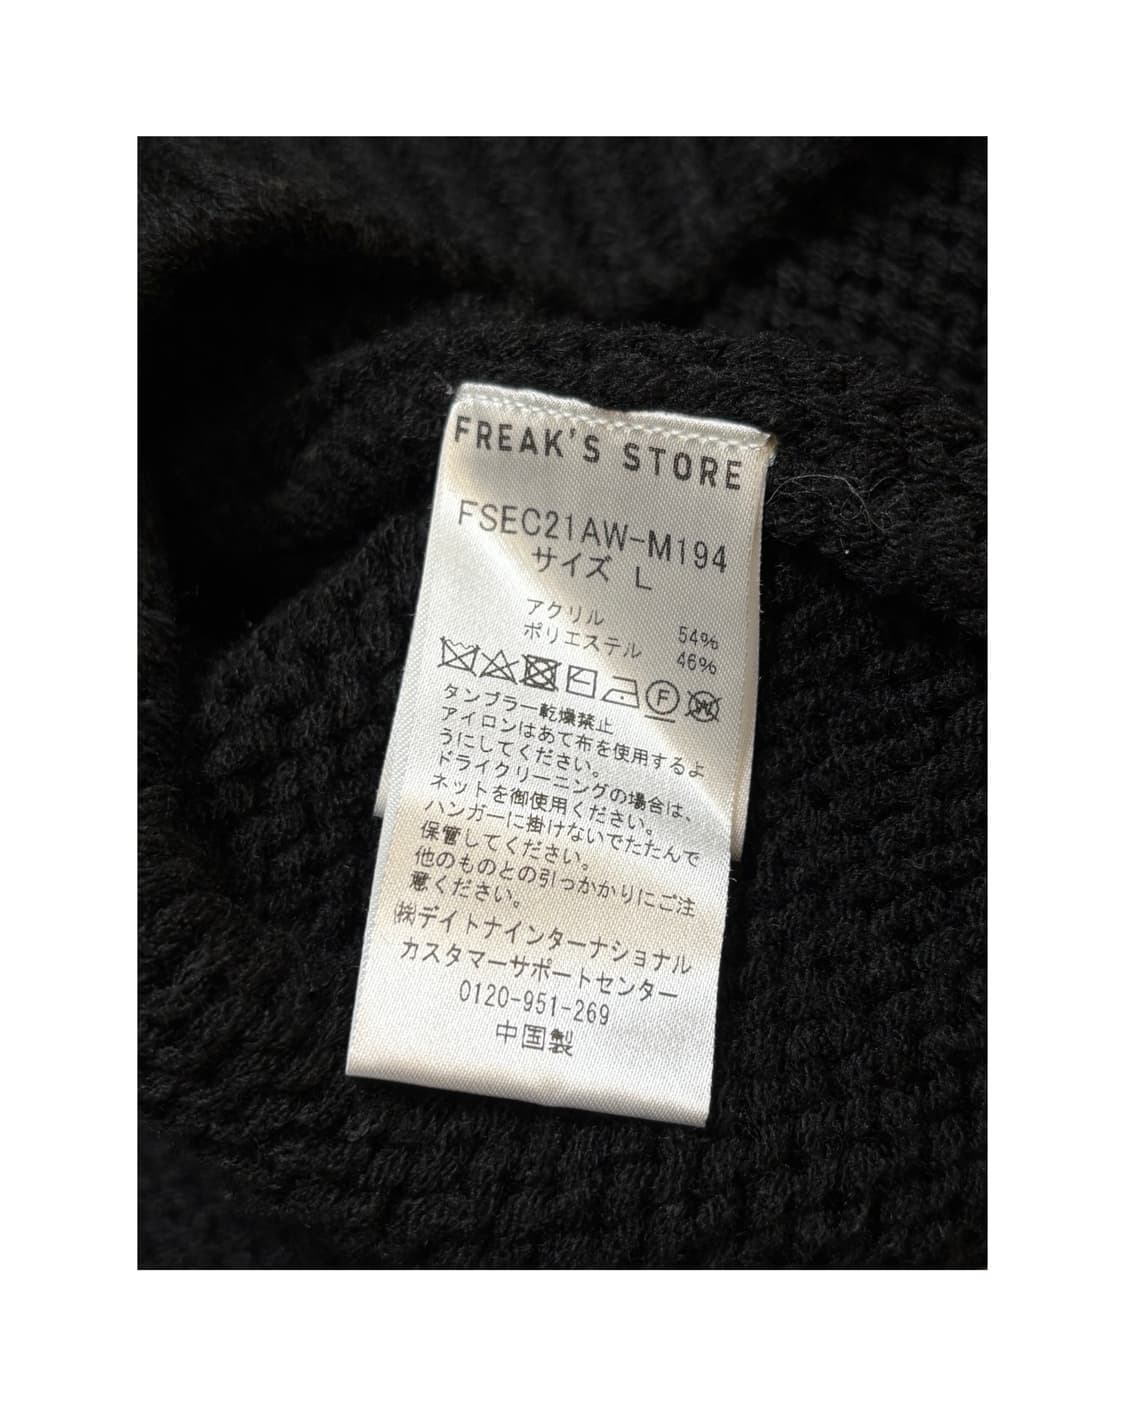 FREAK'S STORE
FSEC21AW-M194
サイズ L
アクリル 54%
ポリエステル 46%
F W
タンブラー乾燥禁止
アイロンはあて布を使用するよ
うにしてください。
ドライクリーニングの場合は、
ネットを御使用ください。
ハンガーに掛けないでたたんで
保管してください。
他のものとの引っかかりにご注
意ください。
㈱デイトナインターナショナル
カスタマーサポートセンター
0120-951-269
中国製